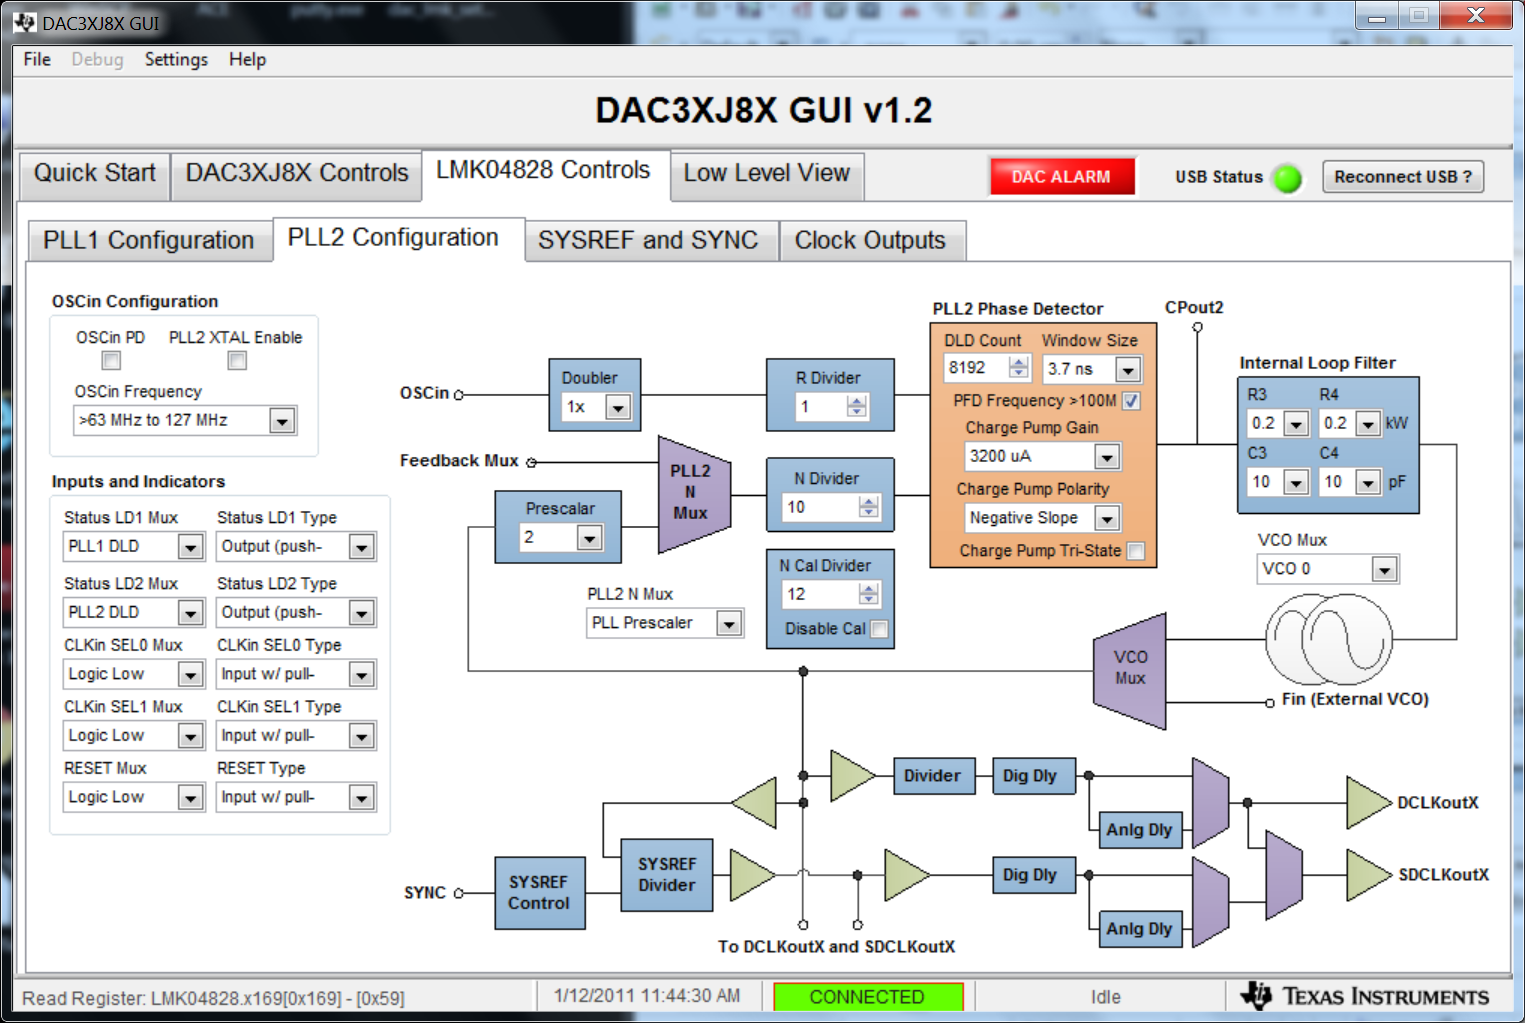 DAC3XJ8X GUI
File Debug Settings Help
DAC3XJ8X GUI v1.2
Quick Start DAC3XJ8X Controls LMK04828 Controls Low Level View DAC ALARM USB Status Reconnect USB ?
PLL1 Configuration PLL2 Configuration SYSREF and SYNC Clock Outputs
OSCin Configuration
OSCin PD PLL2 XTAL Enable
OSCin Frequency
>63 MHz to 127 MHz
Inputs and Indicators
Status LD1 Mux Status LD1 Type
PLL1 DLD Output (push-
Status LD2 Mux Status LD2 Type
PLL2 DLD Output (push-
CLKin SEL0 Mux CLKin SEL0 Type
Logic Low Input w/ pull-
CLKin SEL1 Mux CLKin SEL1 Type
Logic Low Input w/ pull-
RESET Mux RESET Type
Logic Low Input w/ pull-
OSCin
Doubler
1x
R Divider
1
Feedback Mux
PLL2
N
Mux
Prescalar
2
N Divider
10
PLL2 N Mux
PLL Prescaler
N Cal Divider
12
Disable Cal
PLL2 Phase Detector
DLD Count Window Size
8192 3.7 ns
PFD Frequency >100M
Charge Pump Gain
3200 uA
Charge Pump Polarity
Negative Slope
Charge Pump Tri-State
CPout2
Internal Loop Filter
R3 R4
0.2 0.2 kW
C3 C4
10 10 pF
VCO Mux
VCO 0
VCO
Mux
Fin (External VCO)
Divider Dig Dly
Anlg Dly
DCLKoutX
SYNC
SYSREF
Control
SYSREF
Divider
Dig Dly
Anlg Dly
SDCLKoutX
To DCLKoutX and SDCLKoutX
Read Register: LMK04828.x169[0x169] - [0x59] 1/12/2011 11:44:30 AM CONNECTED Idle TEXAS INSTRUMENTS